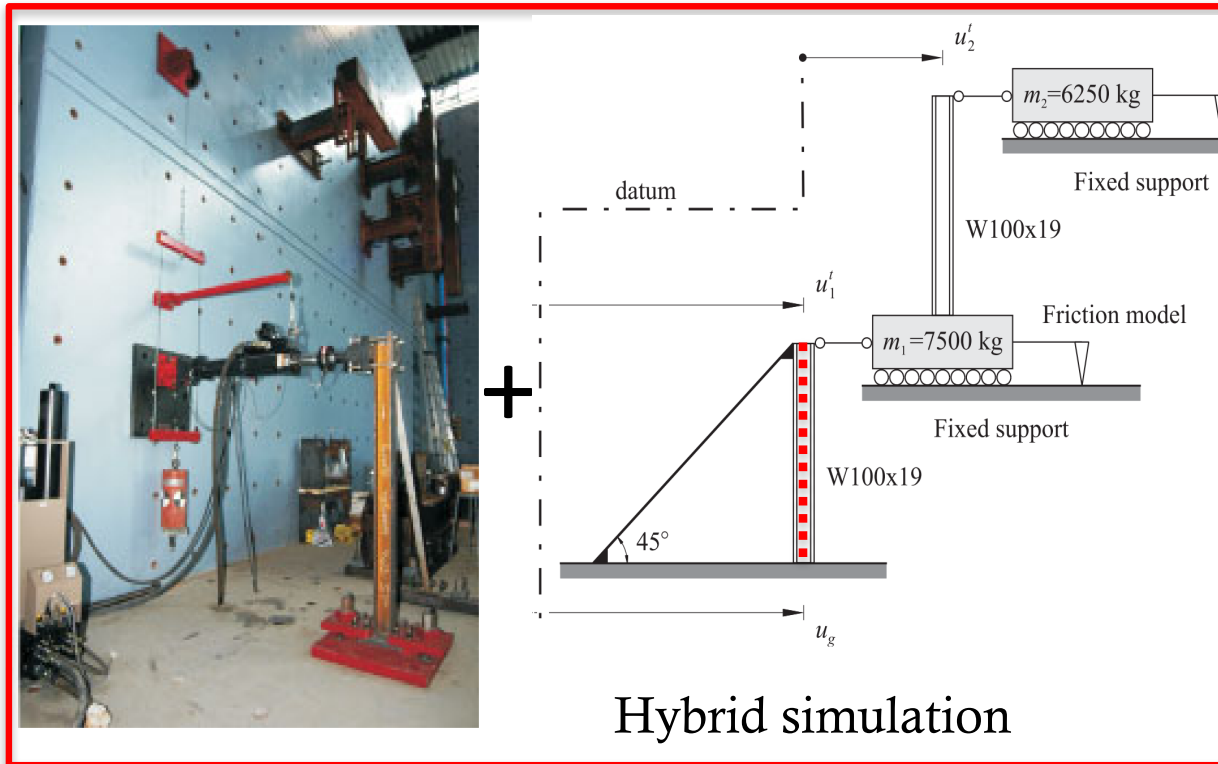 u₂ᵗ
m₂=6250 kg
Fixed support
datum
W100x19
u₁ᵗ
Friction model
m₁=7500 kg
Fixed support
W100x19
45°
u_g
+
Hybrid simulation